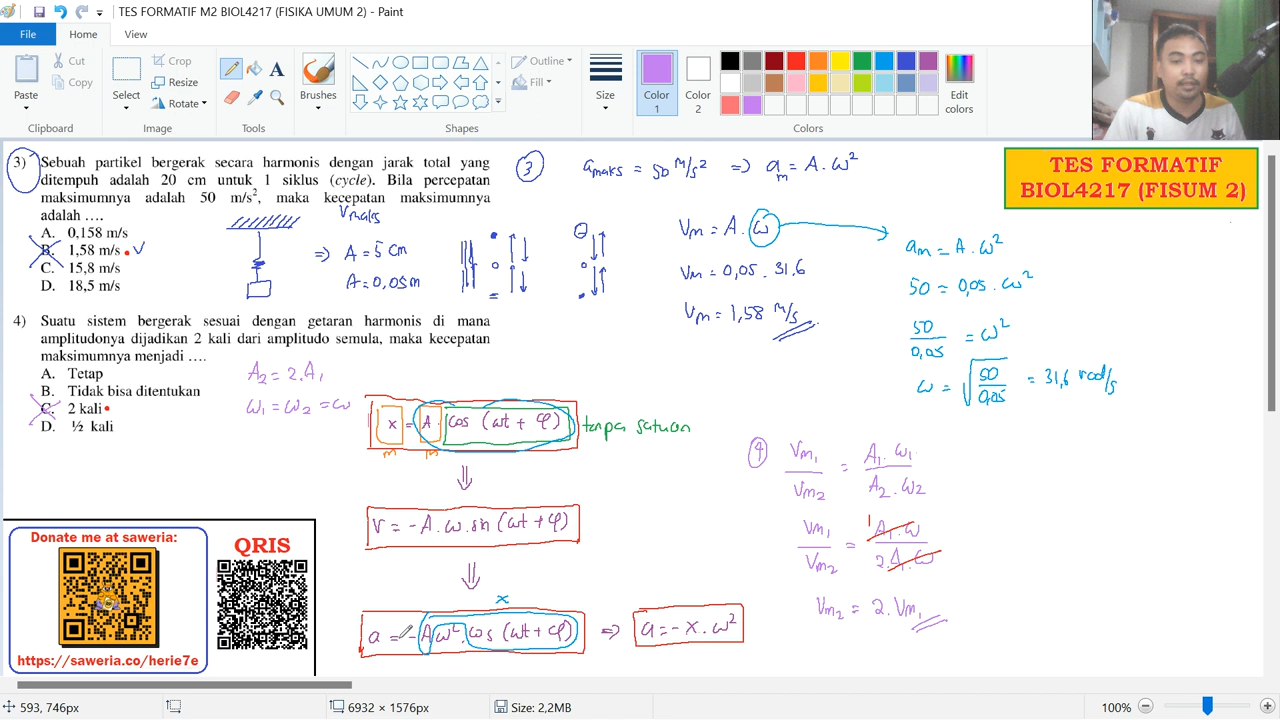 TES FORMATIF M2 BIOL4217 (FISIKA UMUM 2) - Paint
File
Home
View
Paste
Cut
Copy
Clipboard
Select
Crop
Resize
Rotate
Image
Tools
Brushes
Outline
Fill
Shapes
Size
Color 1
Color 2
Edit colors
Colors
3) Sebuah partikel bergerak secara harmonis dengan jarak total yang
ditempuh adalah 20 cm untuk 1 siklus (cycle). Bila percepatan
maksimumnya adalah 50 m/s², maka kecepatan maksimumnya
adalah ….
Vmaks
A. 0,158 m/s
B. 1,58 m/s
C. 15,8 m/s
D. 18,5 m/s
⇒ A = 5 cm
A = 0,05 m
4) Suatu sistem bergerak sesuai dengan getaran harmonis di mana
amplitudonya dijadikan 2 kali dari amplitudo semula, maka kecepatan
maksimumnya menjadi ….
A. Tetap
B. Tidak bisa ditentukan
C. 2 kali
D. ½ kali
A₂ = 2.A₁
ω₁ = ω₂ = ω
x = A. cos (ωt + φ) tanpa satuan
m m
⇓
v = -A.ω.sin (ωt + φ)
⇓
x
a = -Aω².cos (ωt + φ) ⇒ a = -x.ω²
3 amaks = 50 m/s² ⇒ am = A.ω²
Vm = A.ω
Vm = 0,05 . 31,6
Vm = 1,58 m/s
am = A.ω²
50 = 0,05.ω²
50/0,05 = ω²
ω = √(50/0,05) = 31,6 rad/s
4 Vm₁/Vm₂ = A₁.ω₁/A₂.ω₂
Vm₁/Vm₂ = A₁.ω/2.A₁.ω
1
Vm₂ = 2.Vm₁
TES FORMATIF
BIOL4217 (FISUM 2)
Donate me at saweria:
https://saweria.co/herie7e
QRIS
593, 746px
6932 × 1576px
Size: 2,2MB
100%